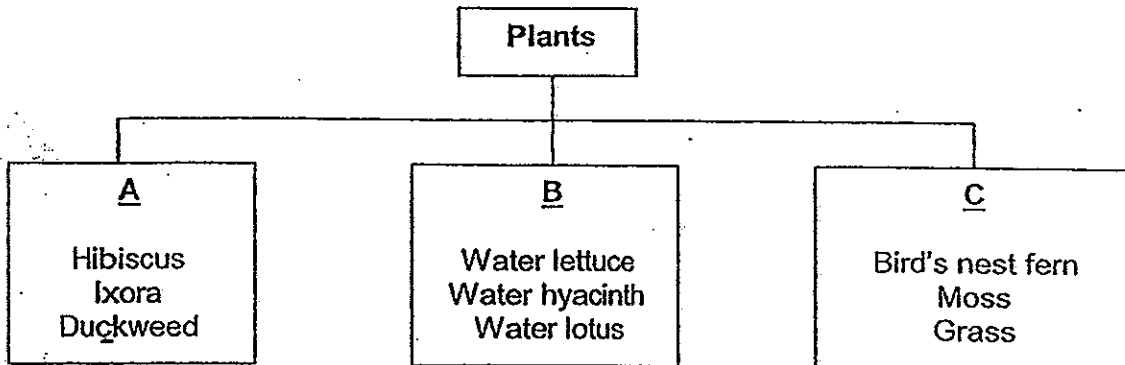 Plants
A
Hibiscus
Ixora
Duckweed
B
Water lettuce
Water hyacinth
Water lotus
C
Bird's nest fern
Moss
Grass